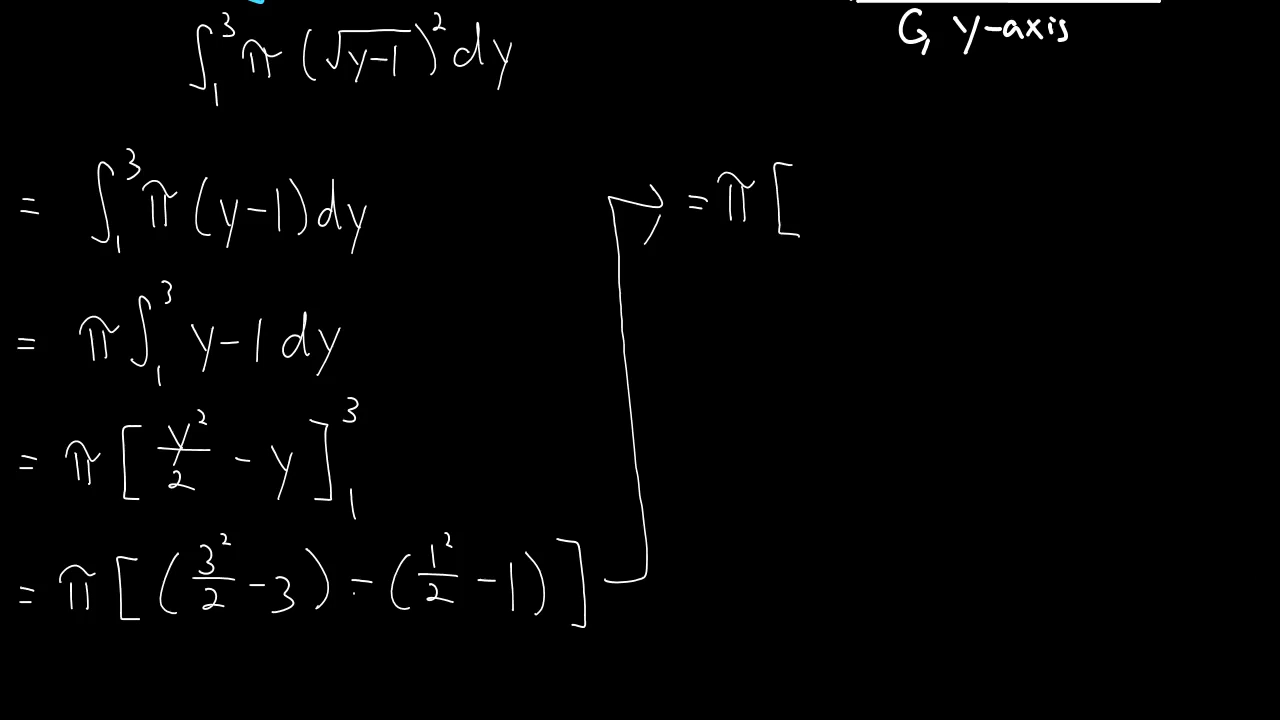 ∫₁³ π (√(y-1))² dy
G, y-axis
= ∫₁³ π (y-1) dy
= π ∫₁³ y-1 dy
= π [ y²/2 - y ]₁³
= π [ ( 3²/2 - 3 ) - ( 1²/2 - 1 ) ]
= π [